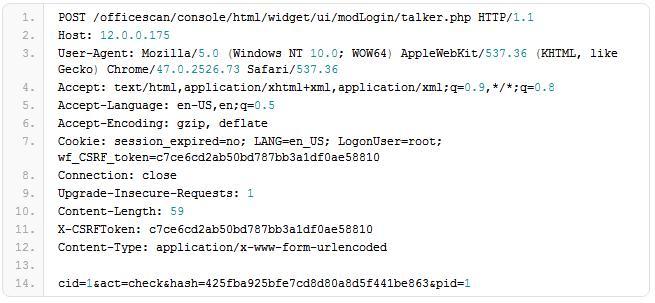 1. POST /officescan/console/html/widget/ui/modLogin/talker.php HTTP/1.1
2. Host: 12.0.0.175
3. User-Agent: Mozilla/5.0 (Windows NT 10.0; WOW64) AppleWebKit/537.36 (KHTML, like
Gecko) Chrome/47.0.2526.73 Safari/537.36
4. Accept: text/html,application/xhtml+xml,application/xml;q=0.9,*/*;q=0.8
5. Accept-Language: en-US,en;q=0.5
6. Accept-Encoding: gzip, deflate
7. Cookie: session_expired=no; LANG=en_US; LogonUser=root;
wf_CSRF_token=c7ce6cd2ab50bd787bb3a1df0ae58810
8. Connection: close
9. Upgrade-Insecure-Requests: 1
10. Content-Length: 59
11. X-CSRFToken: c7ce6cd2ab50bd787bb3a1df0ae58810
12. Content-Type: application/x-www-form-urlencoded
13.
14. cid=1&act=check&hash=425fba925bfe7cd8d80a8d5f441be863&pid=1